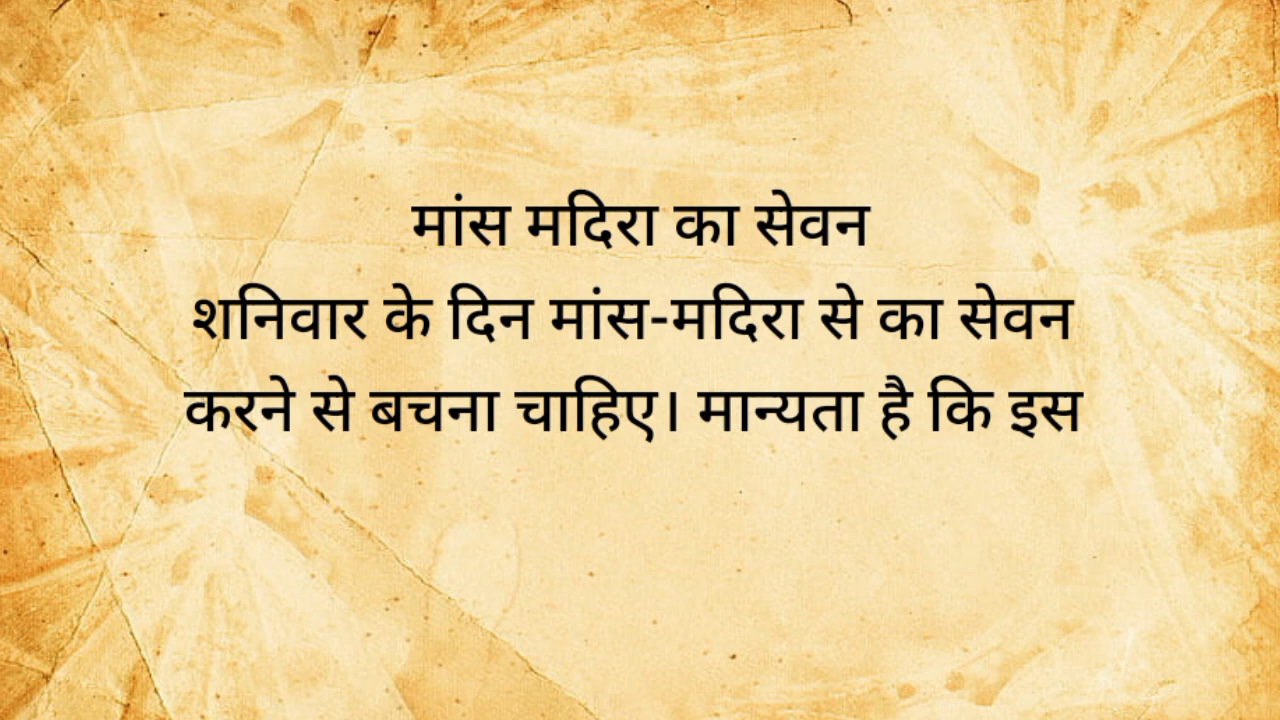 मांस मदिरा का सेवन
शनिवार के दिन मांस-मदिरा से का सेवन
करने से बचना चाहिए। मान्यता है कि इस